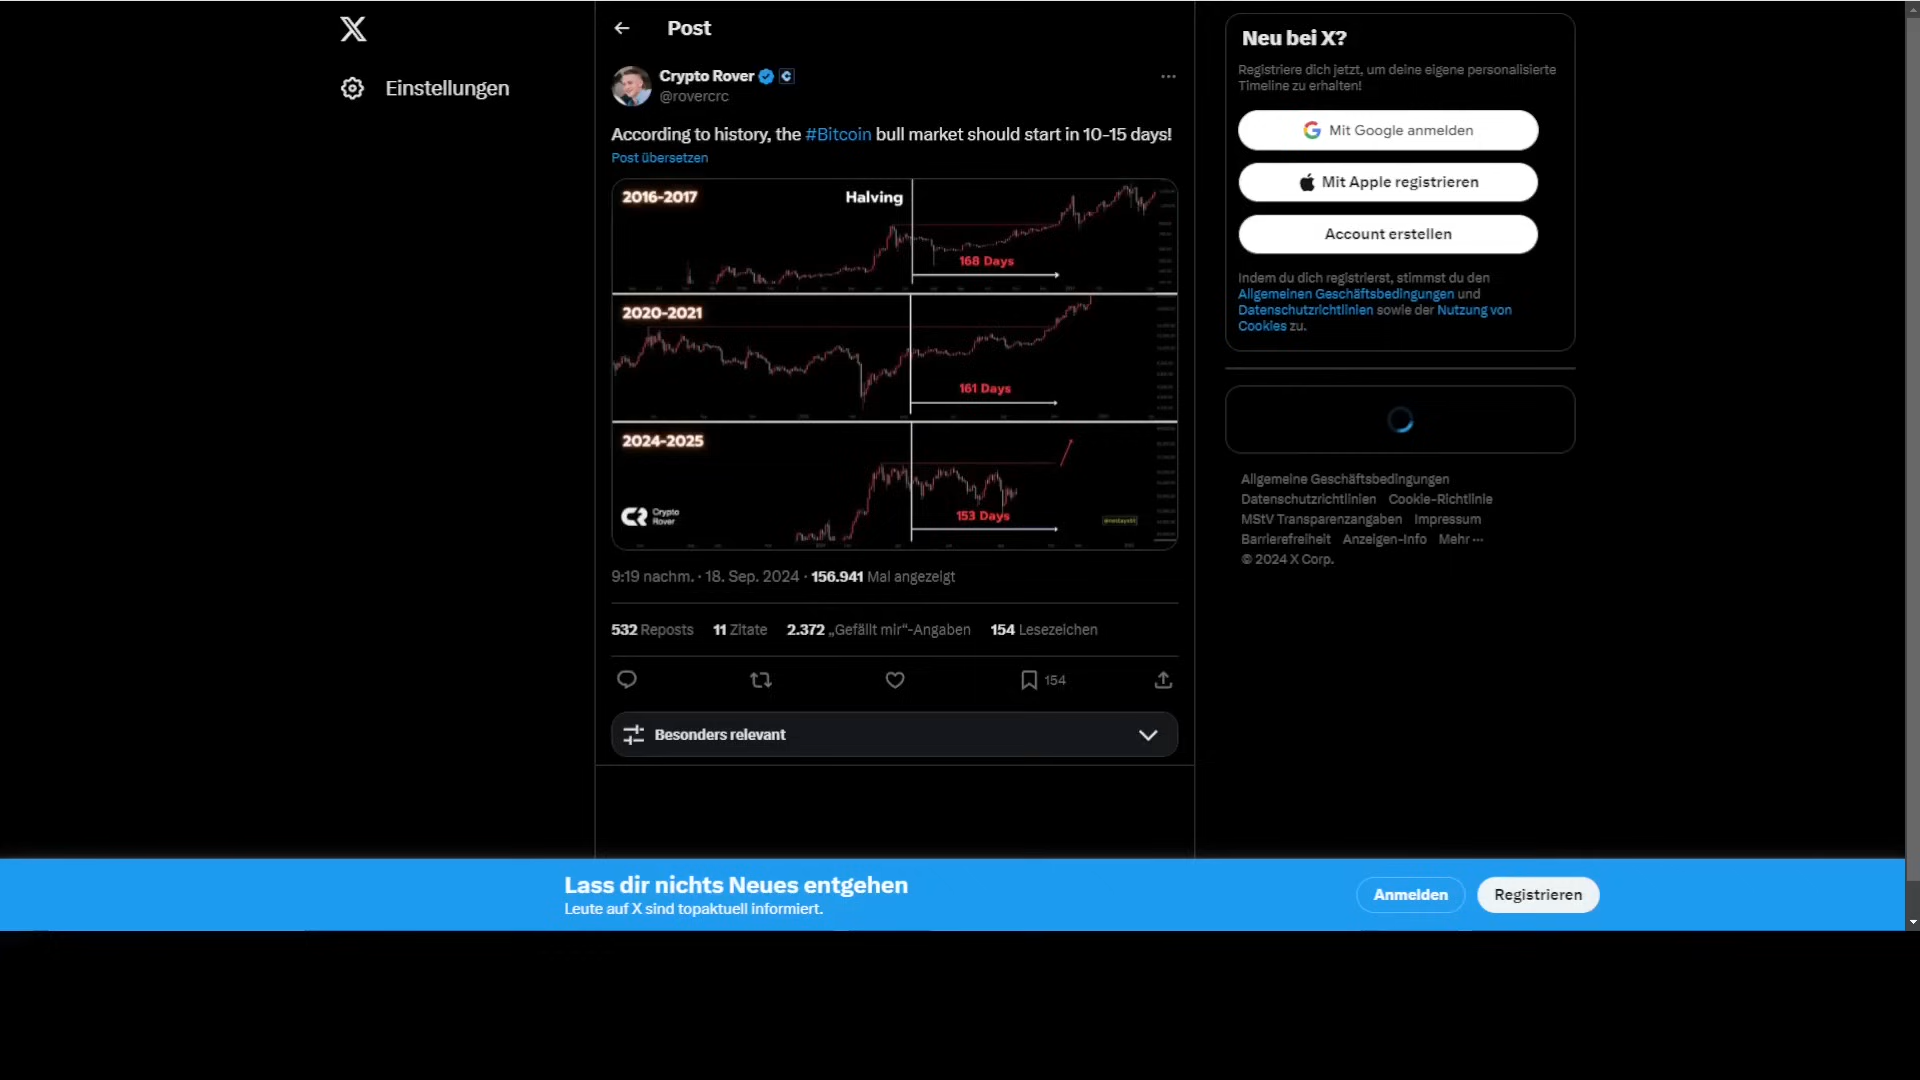 Einstellungen
Post
Crypto Rover
@rovercrc
According to history, the #Bitcoin bull market should start in 10-15 days!
Post übersetzen
2016-2017
Halving
168 Days
2020-2021
161 Days
2024-2025
153 Days
Crypto
Rover
9:19 nachm. · 18. Sep. 2024 · 156.941 Mal angezeigt
532 Reposts 11 Zitate 2.372 „Gefällt mir“-Angaben 154 Lesezeichen
154
Besonders relevant
Neu bei X?
Registriere dich jetzt, um deine eigene personalisierte
Timeline zu erhalten!
Mit Google anmelden
Mit Apple registrieren
Account erstellen
Indem du dich registrierst, stimmst du den
Allgemeinen Geschäftsbedingungen und
Datenschutzrichtlinien sowie der Nutzung von
Cookies zu.
Allgemeine Geschäftsbedingungen
Datenschutzrichtlinien Cookie-Richtlinie
MStV Transparenzangaben Impressum
Barrierefreiheit Anzeigen-Info Mehr ···
© 2024 X Corp.
Lass dir nichts Neues entgehen
Leute auf X sind topaktuell informiert.
Anmelden
Registrieren